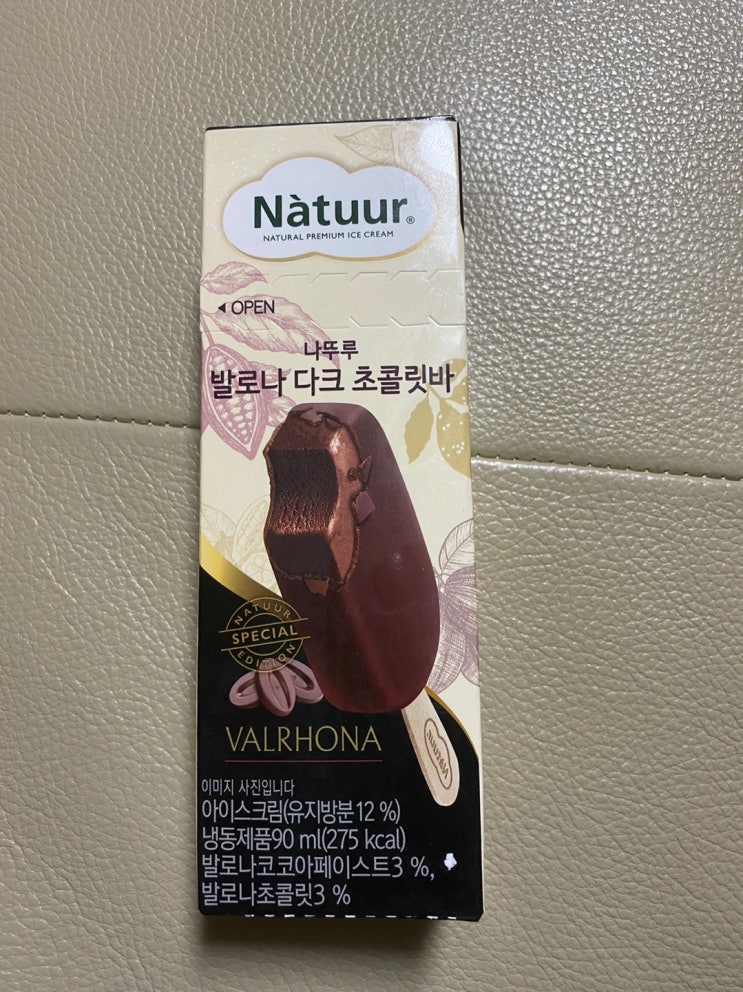 Nàtuur®
NATURAL PREMIUM ICE CREAM
◄ OPEN
나뚜루
발로나 다크 초콜릿바
NATUUR
SPECIAL
EDITION
VALRHONA
Natuur
이미지 사진입니다
아이스크림(유지방분 12 %)
냉동제품90 ml(275 kcal)
발로나코코아페이스트3 %,
발로나초콜릿3 %